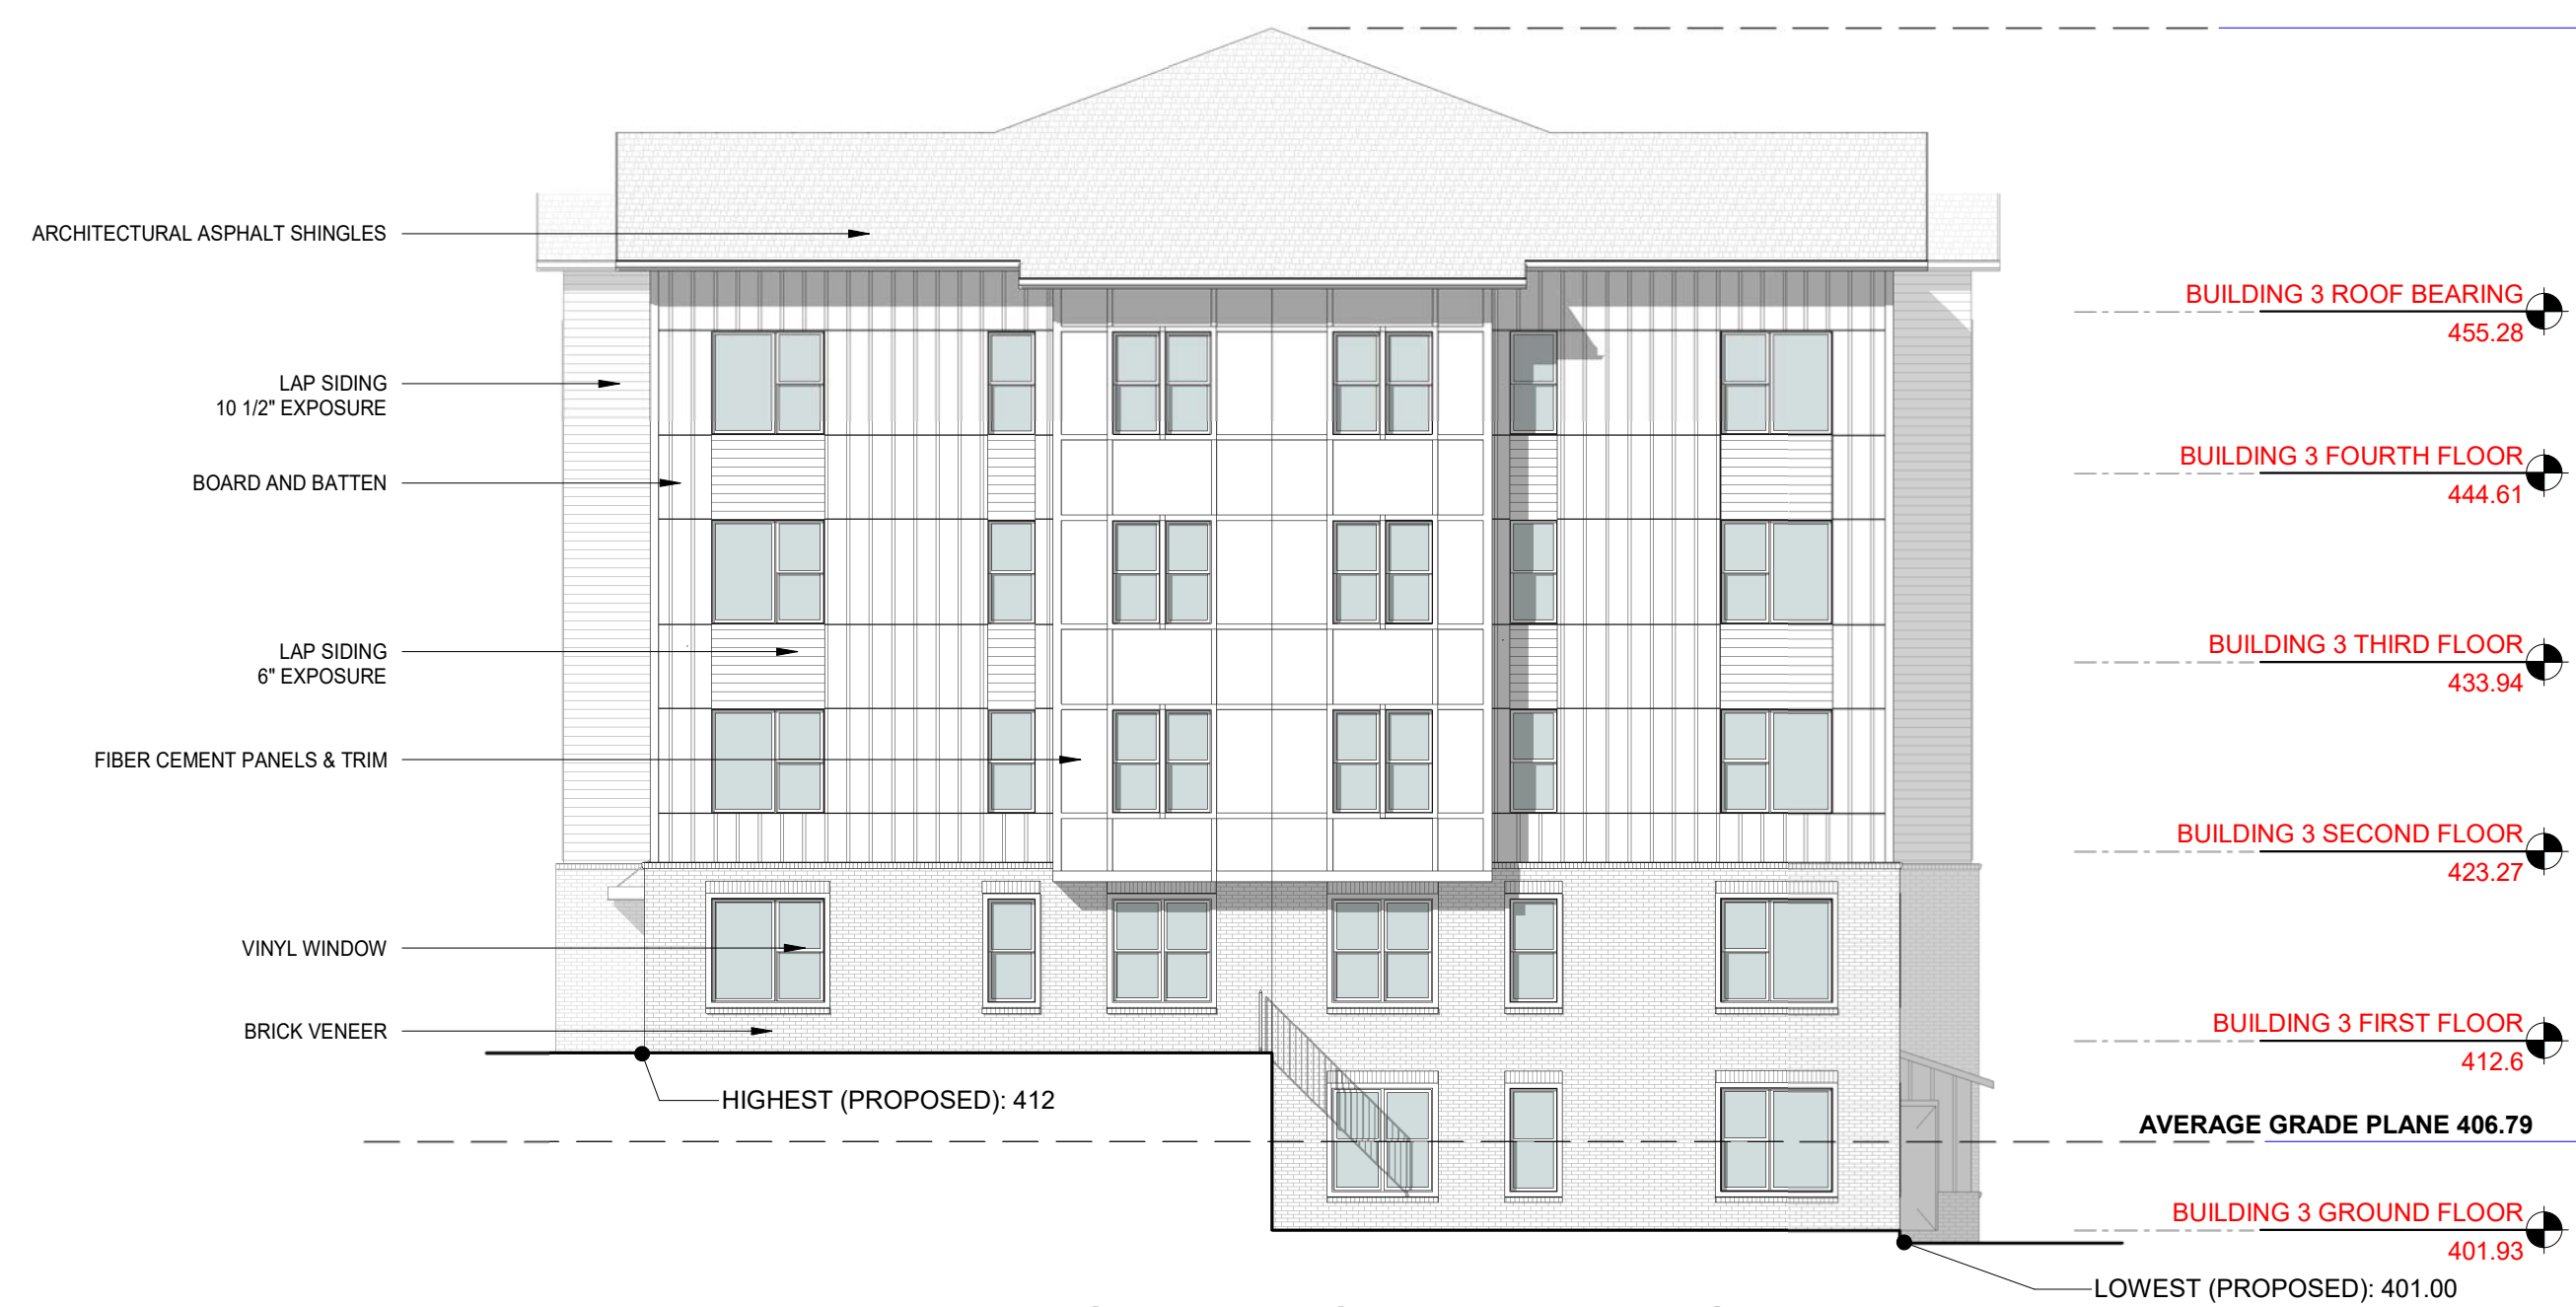 ARCHITECTURAL ASPHALT SHINGLES
LAP SIDING
10 1/2" EXPOSURE
BOARD AND BATTEN
LAP SIDING
6" EXPOSURE
FIBER CEMENT PANELS & TRIM
VINYL WINDOW
BRICK VENEER
HIGHEST (PROPOSED): 412
BUILDING 3 ROOF BEARING
455.28
BUILDING 3 FOURTH FLOOR
444.61
BUILDING 3 THIRD FLOOR
433.94
BUILDING 3 SECOND FLOOR
423.27
BUILDING 3 FIRST FLOOR
412.6
AVERAGE GRADE PLANE 406.79
BUILDING 3 GROUND FLOOR
401.93
LOWEST (PROPOSED): 401.00